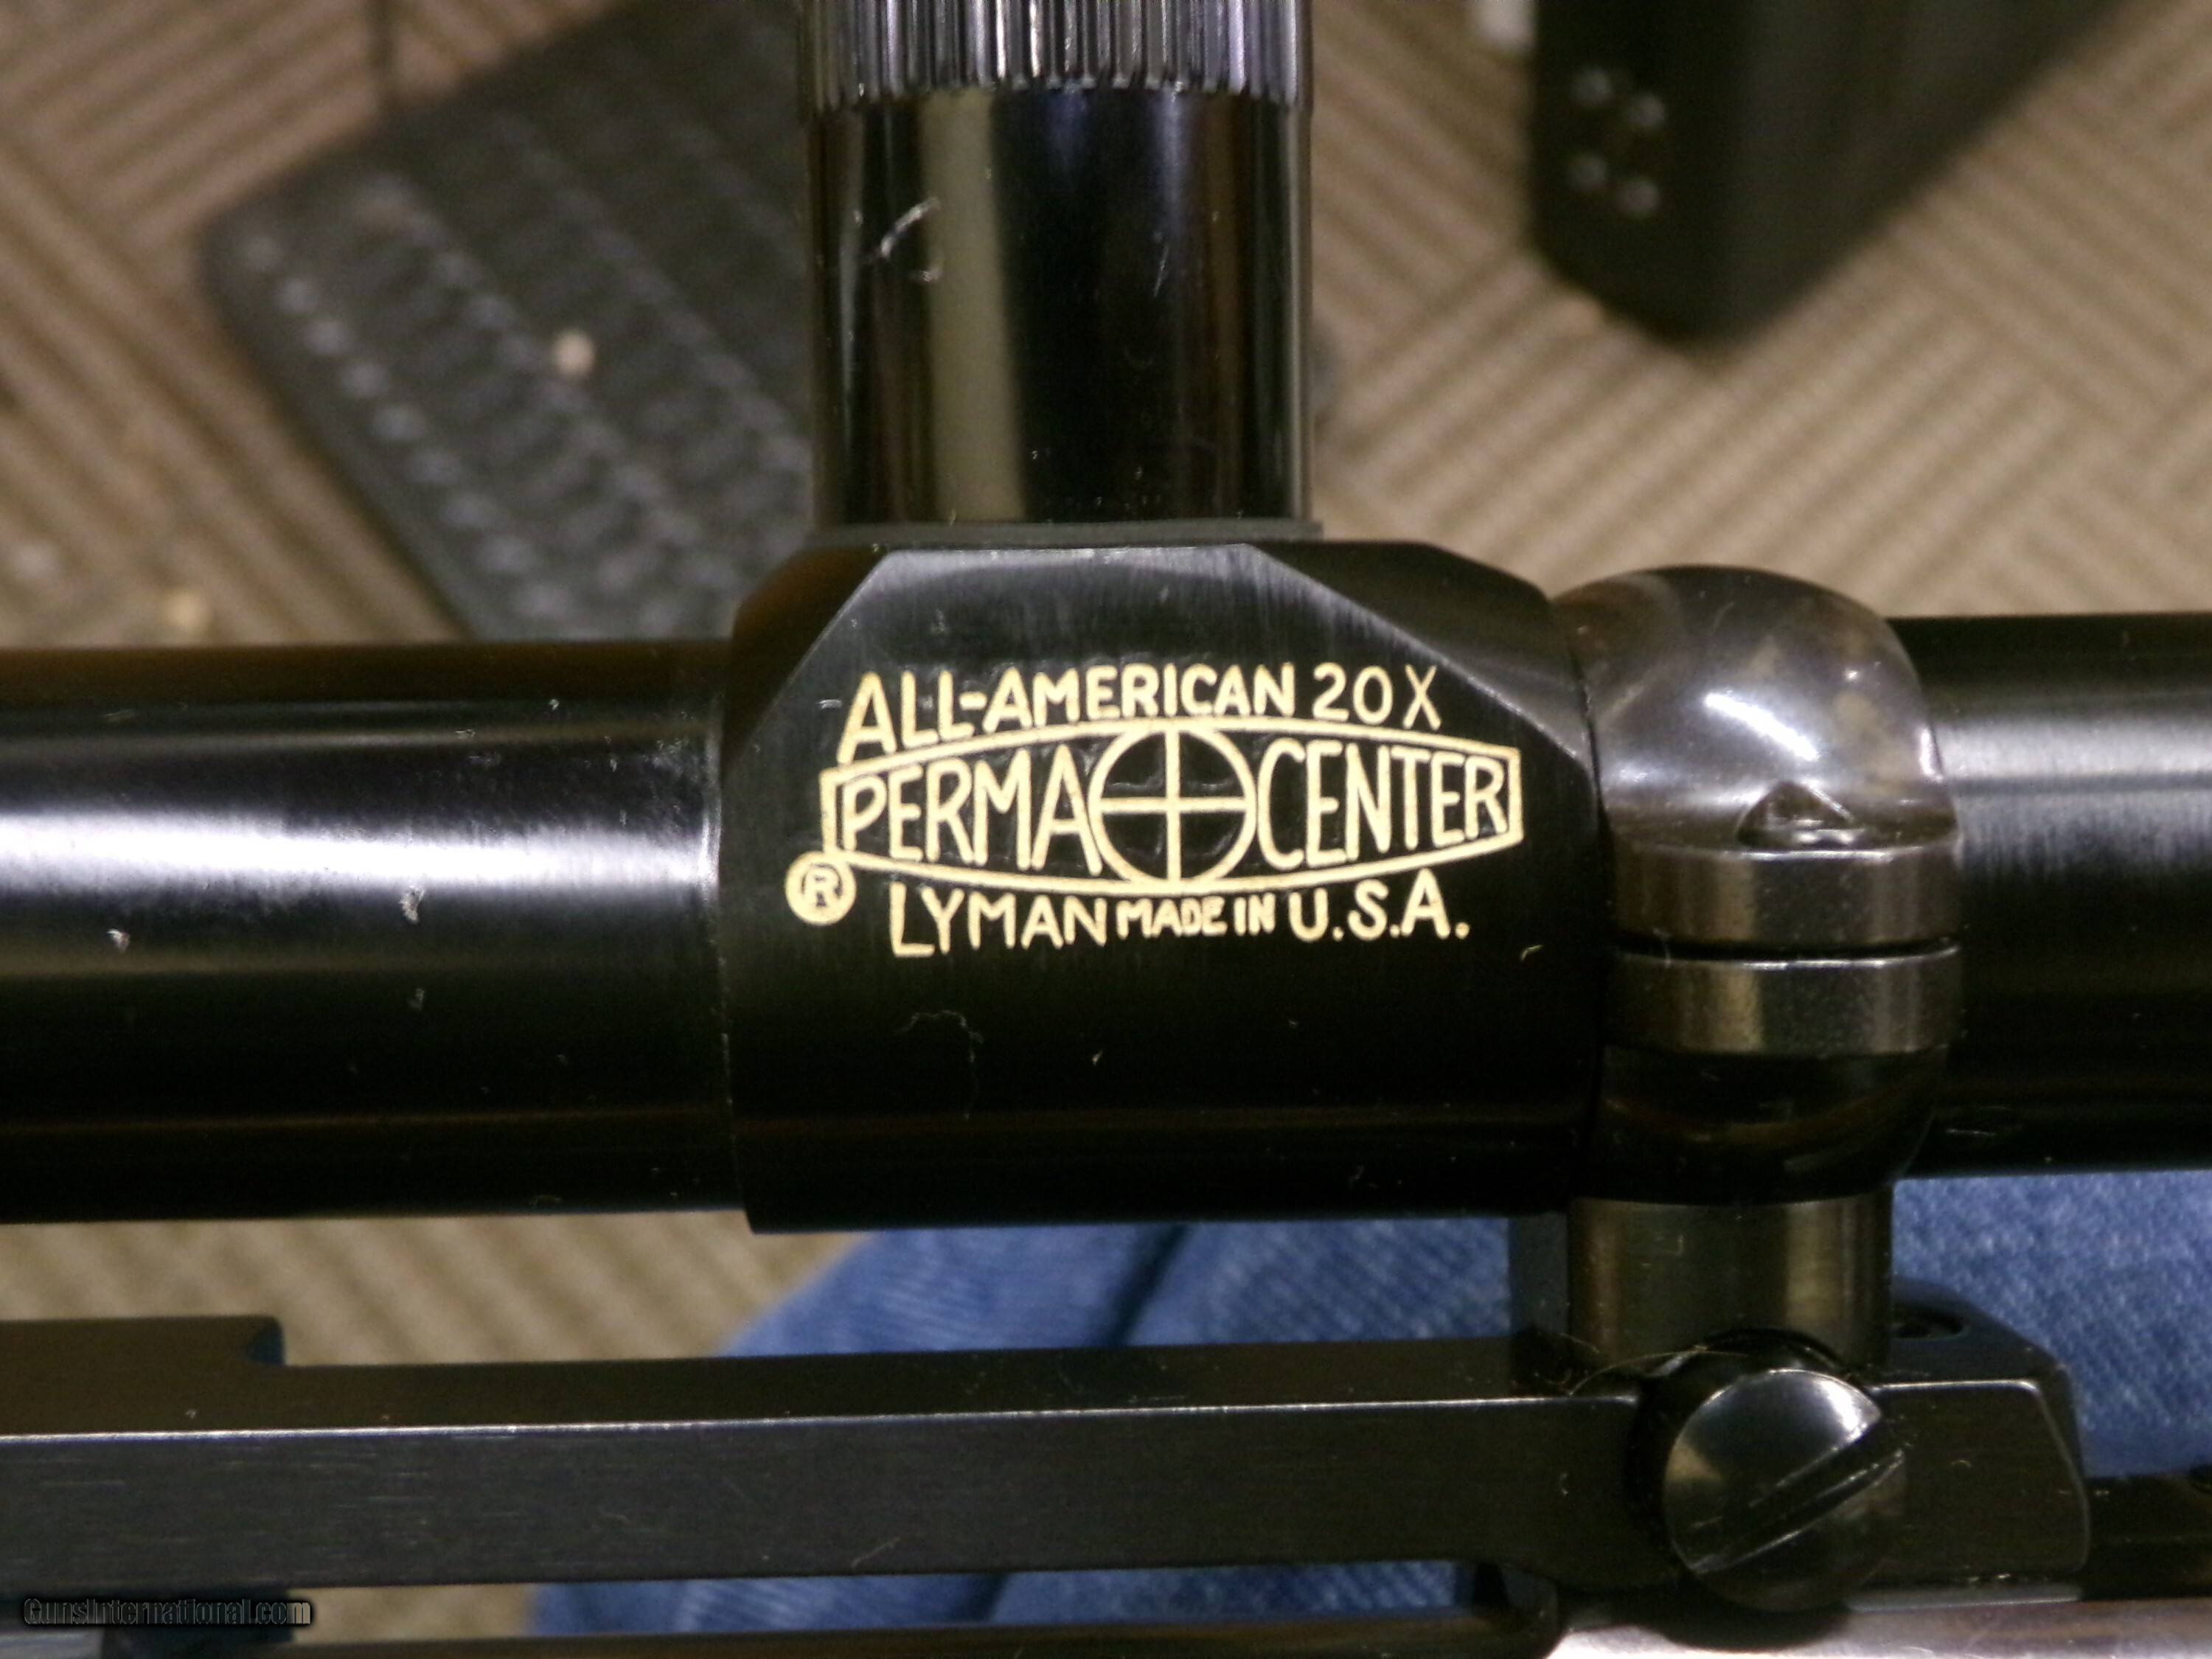 ALL-AMERICAN 20X
PERMA CENTER
® LYMAN MADE IN U.S.A.
GunsInternational.com